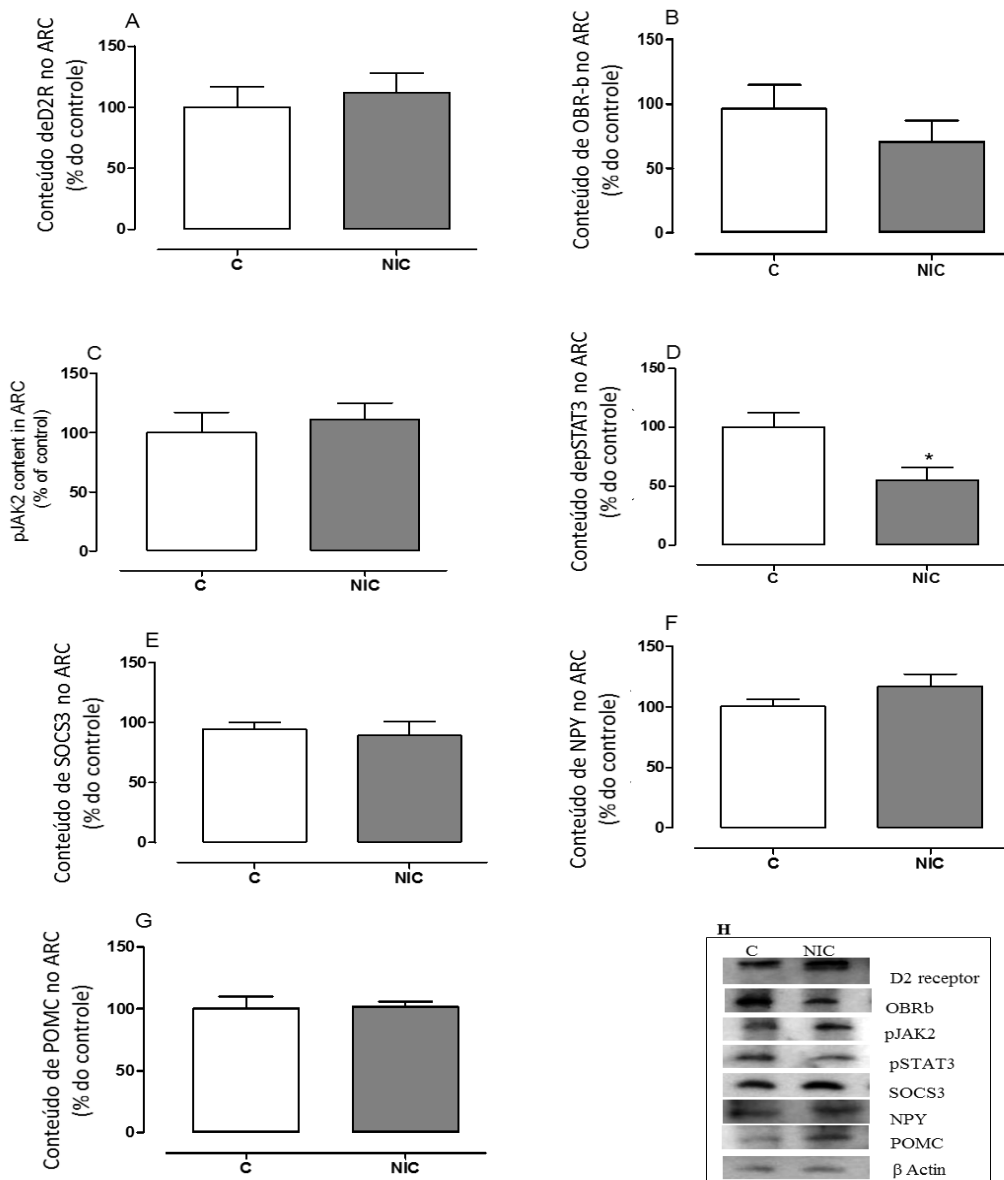 A
Conteúdo deD2R no ARC
(% do controle)
150
100
50
0
C NIC
B
Conteúdo de OBR-b no ARC
(% do controle)
150
100
50
0
C NIC
C
pJAK2 content in ARC
(% of control)
150
100
50
0
C NIC
D
Conteúdo depSTAT3 no ARC
(% do controle)
150
100
50
0
*
C NIC
E
Conteúdo de SOCS3 no ARC
(% do controle)
150
100
50
0
C NIC
F
Conteúdo de NPY no ARC
(% do controle)
150
100
50
0
C NIC
G
Conteúdo de POMC no ARC
(% do controle)
150
100
50
0
C NIC
H
C NIC
D2 receptor
OBRb
pJAK2
pSTAT3
SOCS3
NPY
POMC
β Actin